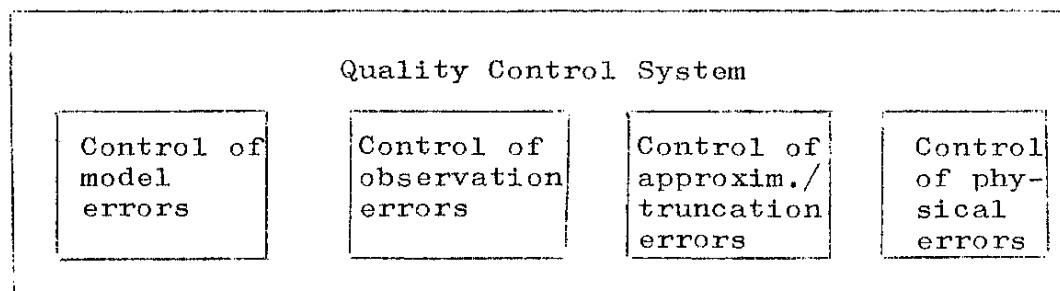 Quality Control System
Control of
model
errors
Control of
observation
errors
Control of
approxim./
truncation
errors
Control
of phy-
sical
errors